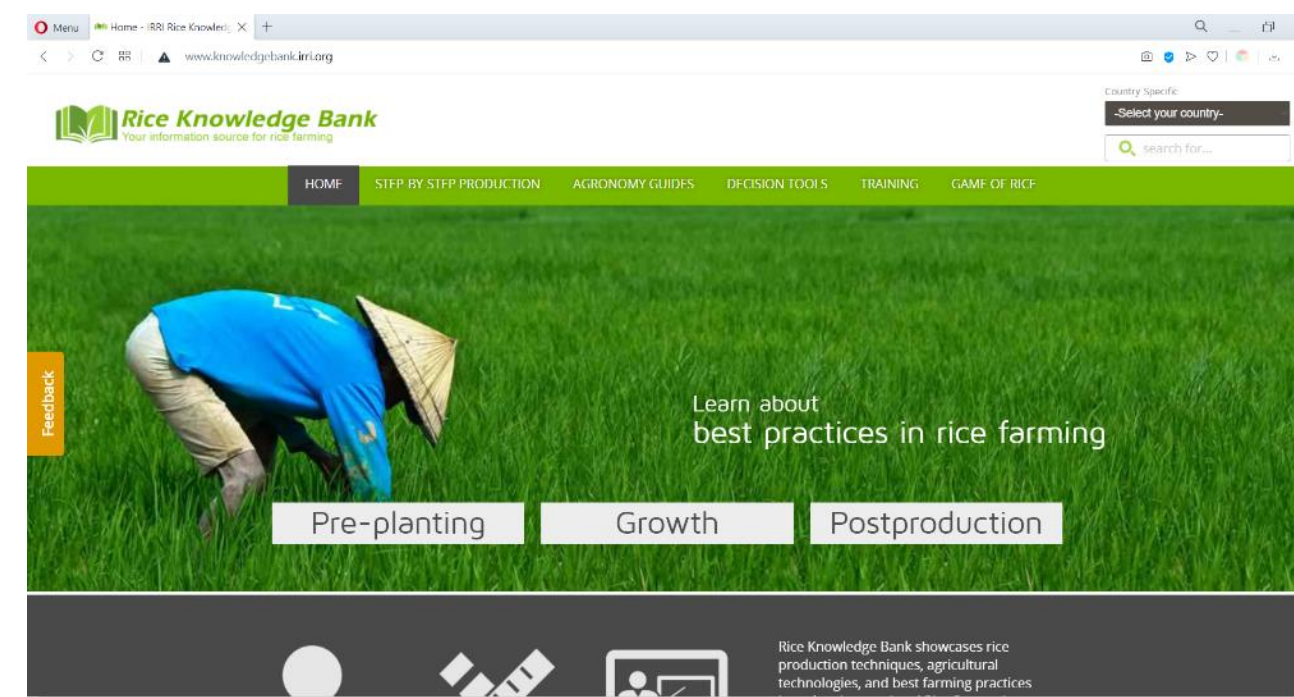 Menu
Home - IRRI Rice Knowledg
www.knowledgebank.irri.org
Country Specific
-Select your country-
search for...
Rice Knowledge Bank
Your information source for rice farming
HOME STEP BY STEP PRODUCTION AGRONOMY GUIDES DECISION TOOLS TRAINING GAME OF RICE
Feedback
Learn about
best practices in rice farming
Pre-planting Growth Postproduction
Rice Knowledge Bank showcases rice
production techniques, agricultural
technologies, and best farming practices